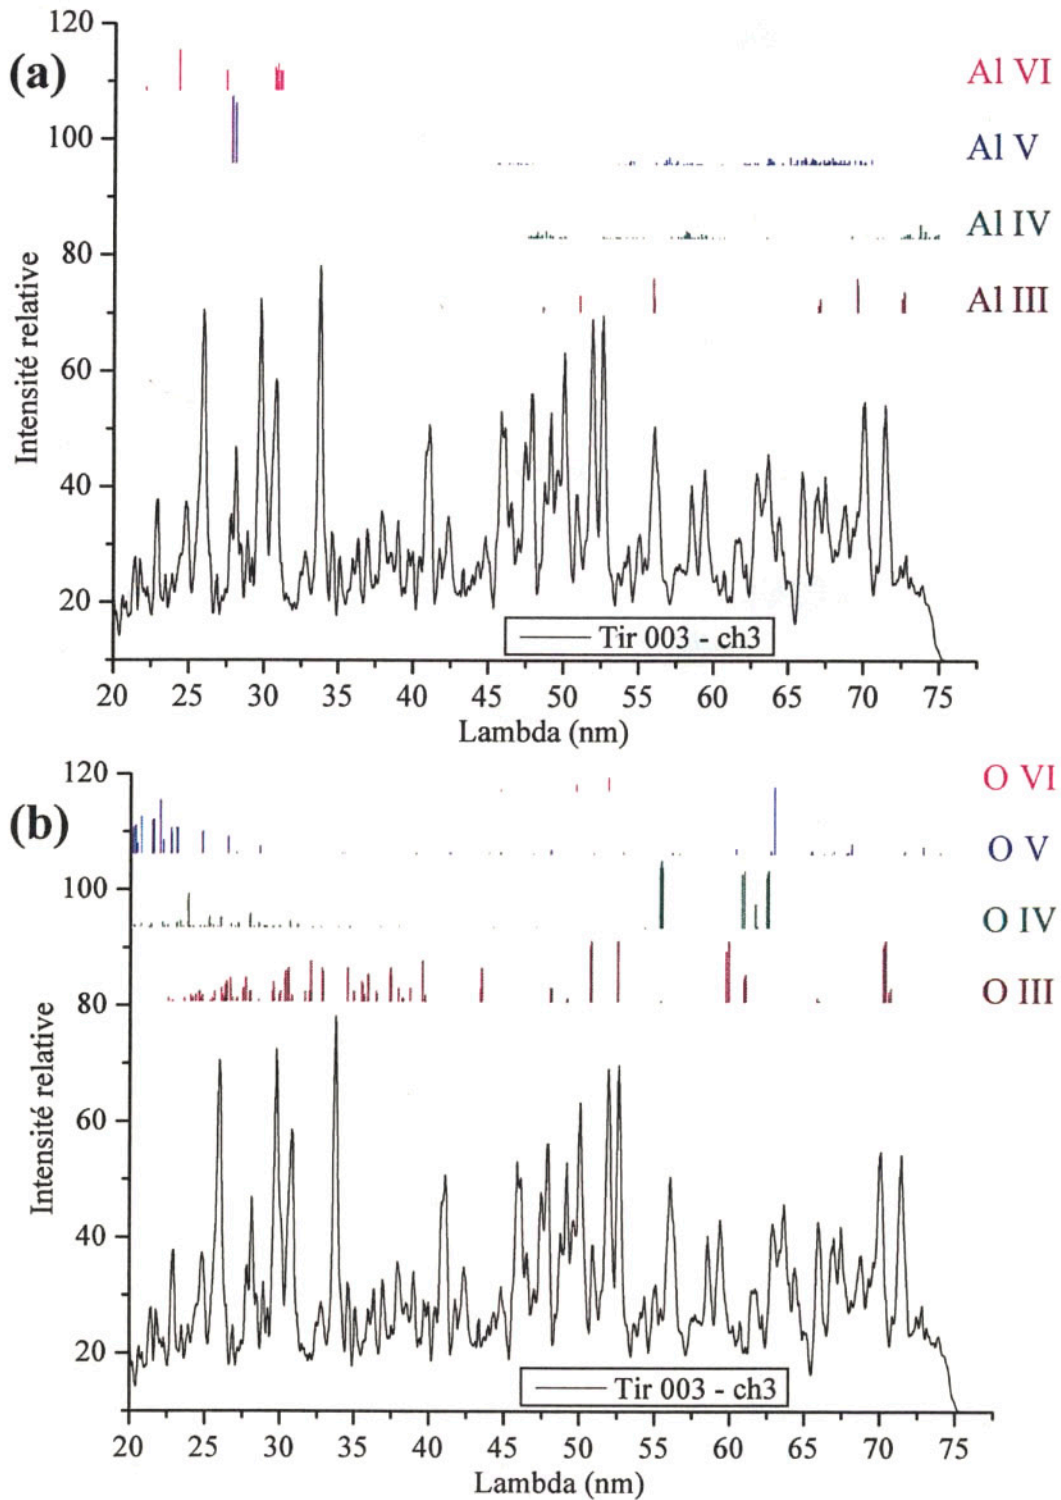 (a)
120
100
80
60
40
20
Intensité relative
Al VI
Al V
Al IV
Al III
Tir 003 - ch3
20 25 30 35 40 45 50 55 60 65 70 75
Lambda (nm)
(b)
120
100
80
60
40
20
Intensité relative
O VI
O V
O IV
O III
Tir 003 - ch3
20 25 30 35 40 45 50 55 60 65 70 75
Lambda (nm)